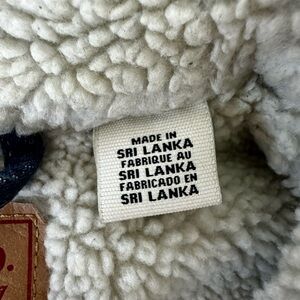 MADE IN
SRI LANKA
FABRIQUE AU
SRI LANKA
FABRICADO EN
SRI LANKA